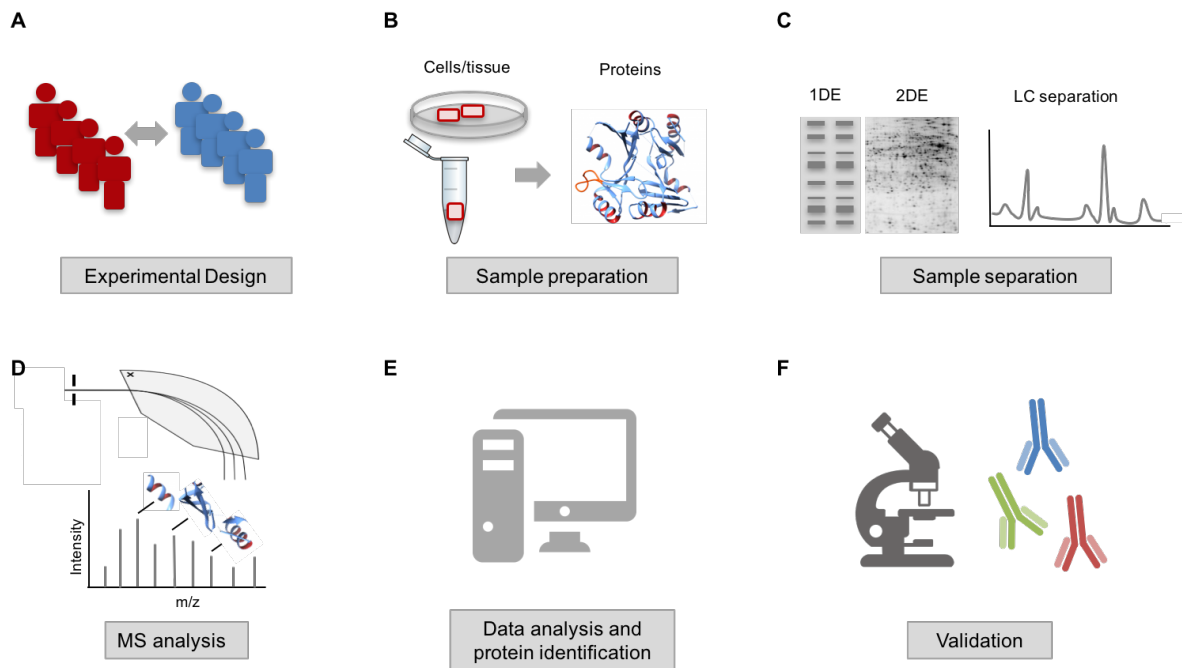 A
B
C
Cells/tissue
Proteins
1DE
2DE
LC separation
Experimental Design
Sample preparation
Sample separation
D
E
F
Intensity
m/z
MS analysis
Data analysis and
protein identification
Validation